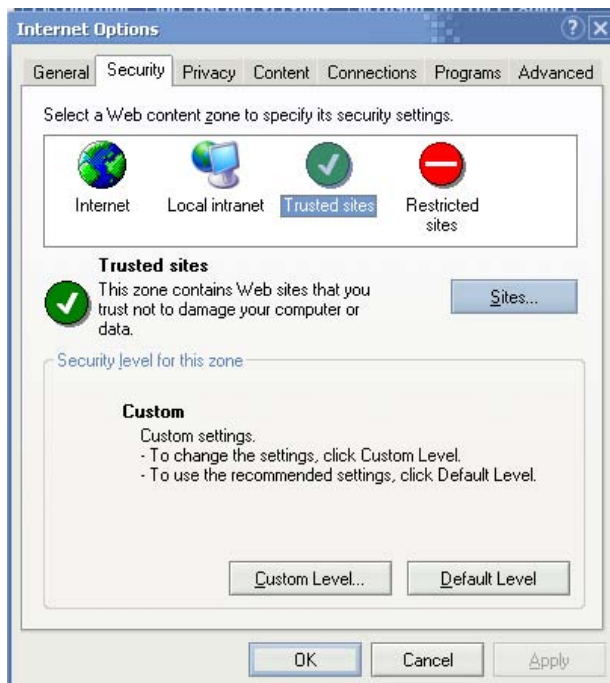 Internet Options
General Security Privacy Content Connections Programs Advanced
Select a Web content zone to specify its security settings.
Internet Local intranet Trusted sites Restricted
sites
Trusted sites
This zone contains Web sites that you
trust not to damage your computer or
data.
Sites...
Security level for this zone
Custom
Custom settings.
- To change the settings, click Custom Level.
- To use the recommended settings, click Default Level.
Custom Level... Default Level
OK Cancel Apply